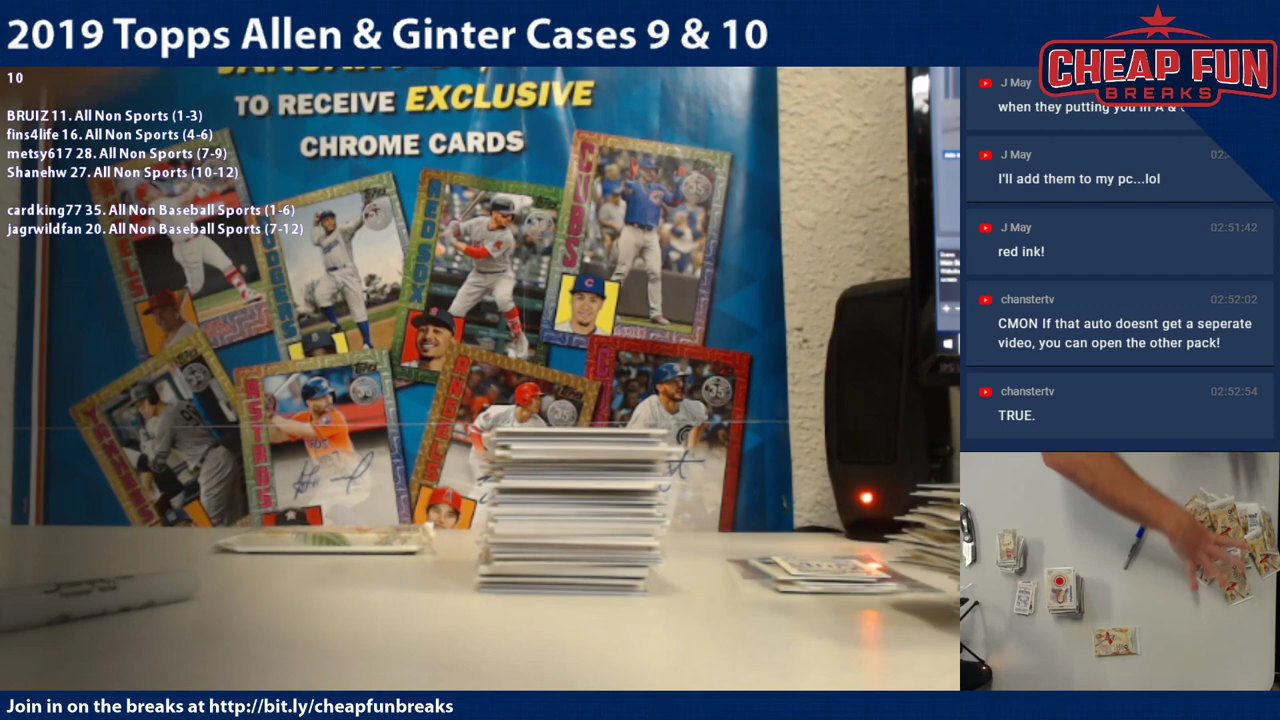 2019 Topps Allen & Ginter Cases 9 & 10
CHEAP FUN
BREAKS
10
BRUIZ 11. All Non Sports (1-3)
fins4life 16. All Non Sports (4-6)
metsy617 28. All Non Sports (7-9)
Shanehw 27. All Non Sports (10-12)
cardking77 35. All Non Baseball Sports (1-6)
jagrwildfan 20. All Non Baseball Sports (7-12)
TO RECEIVE EXCLUSIVE
CHROME CARDS
CUBS
RED SOX
DODGERS
ASTROS
ANGELS
J May
when they putting you in A &
J May 02:
I'll add them to my pc...lol
J May 02:51:42
red ink!
chanstertv 02:52:02
CMON If that auto doesnt get a seperate
video, you can open the other pack!
chanstertv 02:52:54
TRUE.
Join in on the breaks at http://bit.ly/cheapfunbreaks